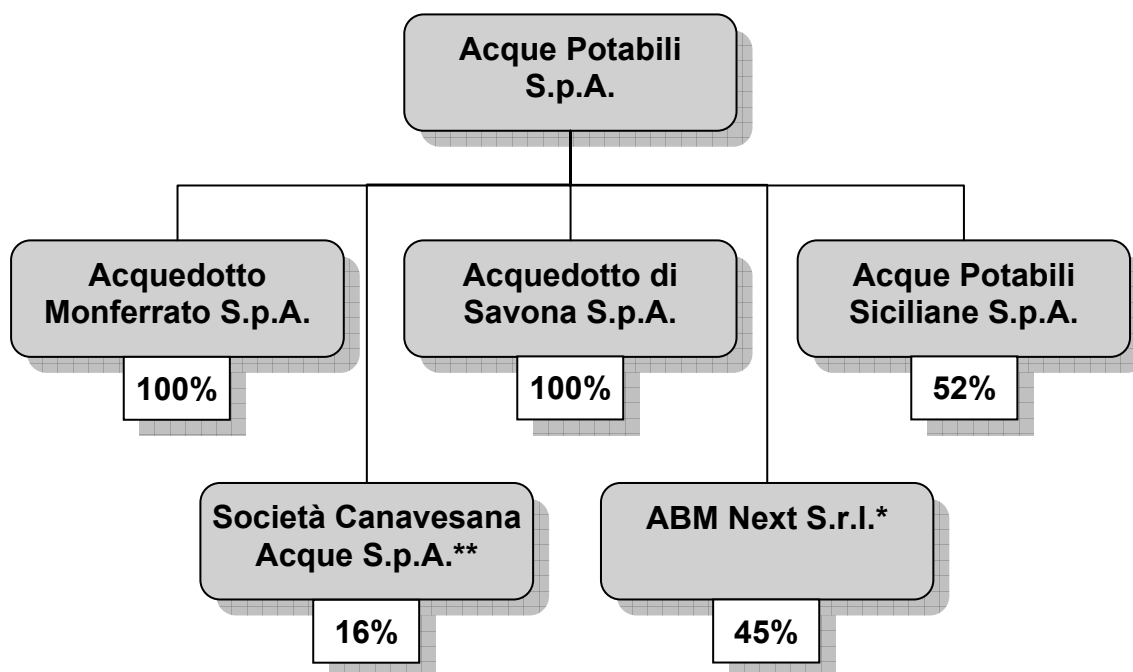 Acque Potabili
S.p.A.
Acquedotto
Monferrato S.p.A.
100%
Acquedotto di
Savona S.p.A.
100%
Acque Potabili
Siciliane S.p.A.
52%
Società Canavesana
Acque S.p.A.**
16%
ABM Next S.r.l.*
45%